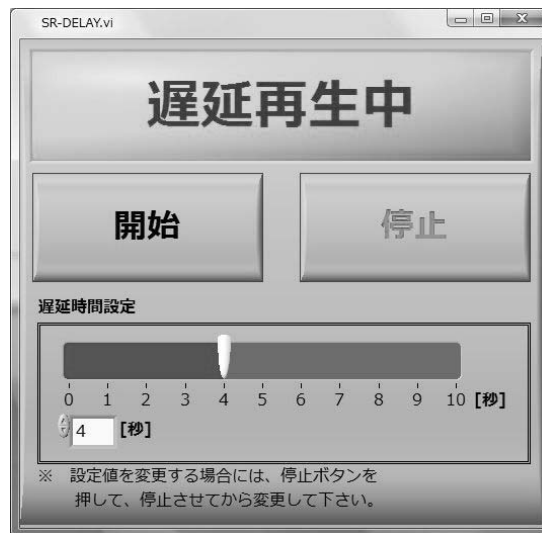 SR-DELAY.vi
遅延再生中
開始
停止
遅延時間設定
0 1 2 3 4 5 6 7 8 9 10 [秒]
4 [秒]
※ 設定値を変更する場合には、停止ボタンを
押して、停止させてから変更して下さい。